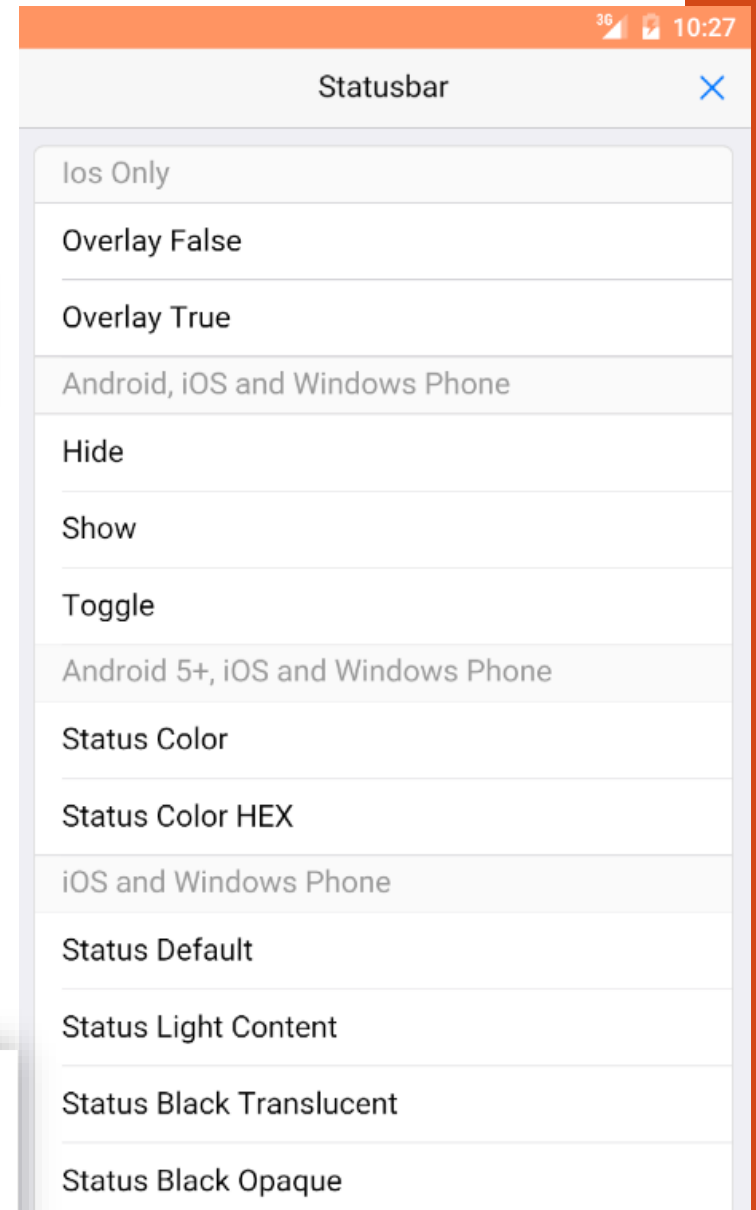 3G 10:27
Statusbar
Ios Only
Overlay False
Overlay True
Android, iOS and Windows Phone
Hide
Show
Toggle
Android 5+, iOS and Windows Phone
Status Color
Status Color HEX
iOS and Windows Phone
Status Default
Status Light Content
Status Black Translucent
Status Black Opaque